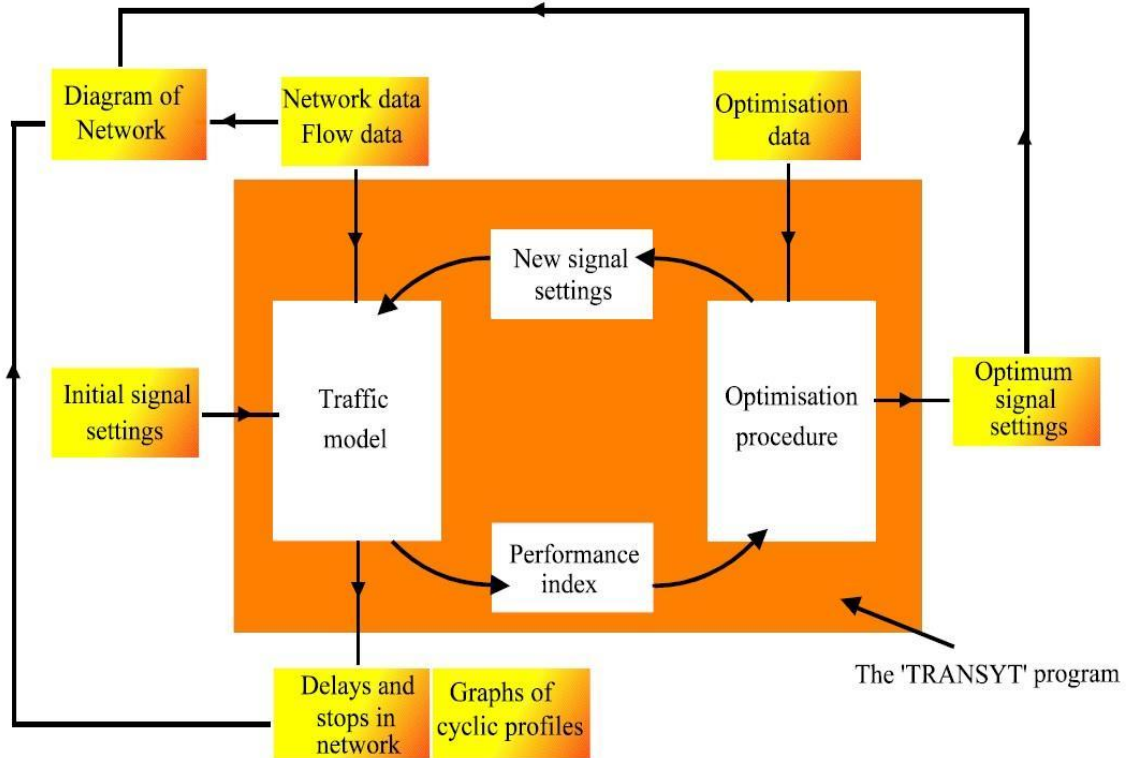 Diagram of
Network
Network data
Flow data
Optimisation
data
New signal
settings
Initial signal
settings
Traffic
model
Optimisation
procedure
Optimum
signal
settings
Performance
index
The 'TRANSYT' program
Delays and
stops in
network
Graphs of
cyclic profiles